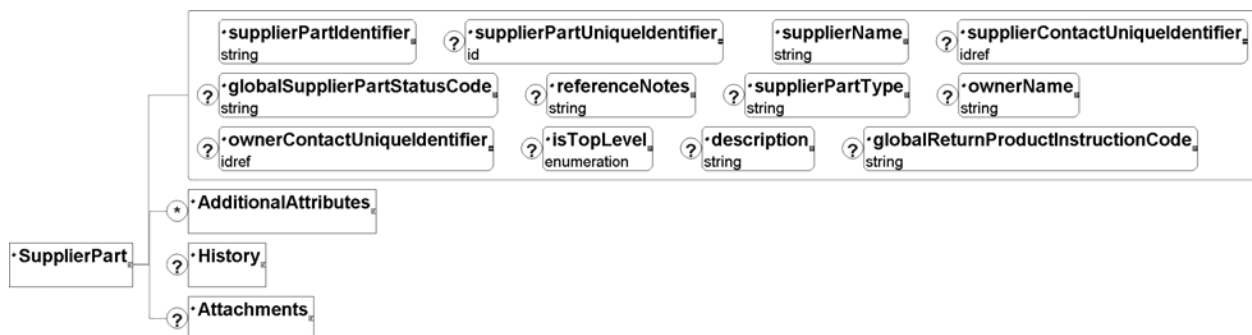 supplierPartIdentifier ? supplierPartUniqueIdentifier supplierName ? supplierContactUniqueIdentifier
string id string idref
? globalSupplierPartStatusCode ? referenceNotes ? supplierPartType ? ownerName
string string string string
? ownerContactUniqueIdentifier ? isTopLevel ? description ? globalReturnProductInstructionCode
idref enumeration string string
* AdditionalAttributes
SupplierPart ? History
? Attachments